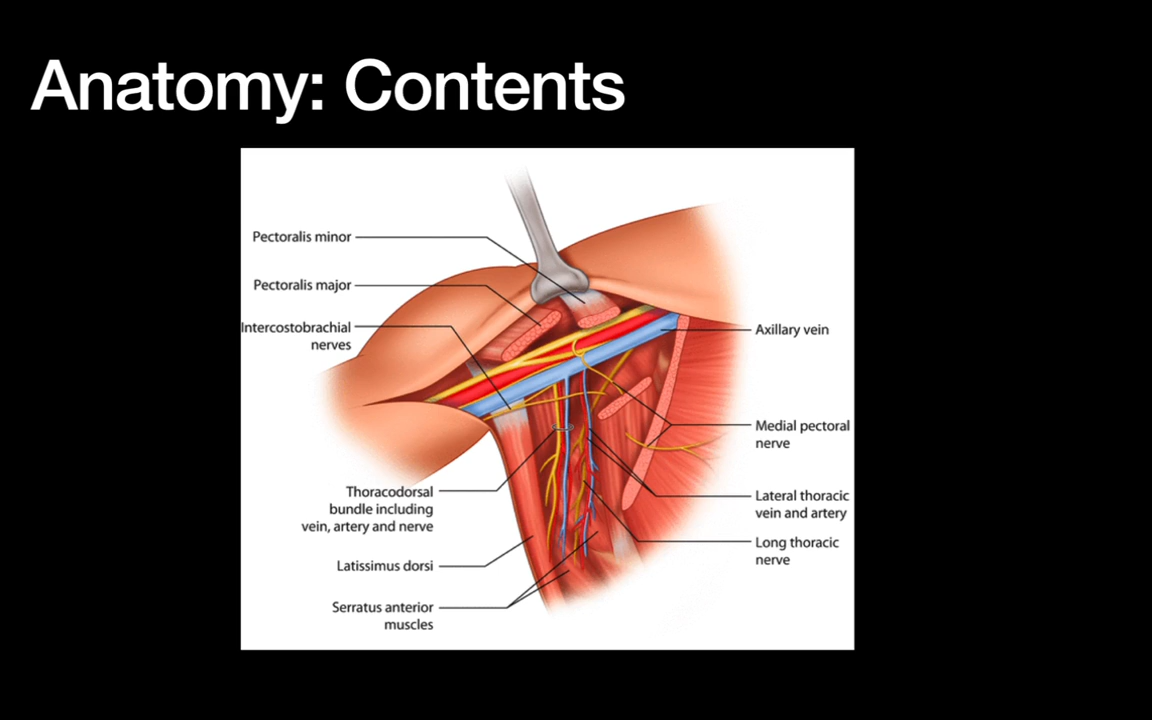 Anatomy: Contents
Pectoralis minor
Pectoralis major
Intercostobrachial
nerves
Axillary vein
Medial pectoral
nerve
Thoracodorsal
bundle including
vein, artery and nerve
Lateral thoracic
vein and artery
Long thoracic
nerve
Latissimus dorsi
Serratus anterior
muscles